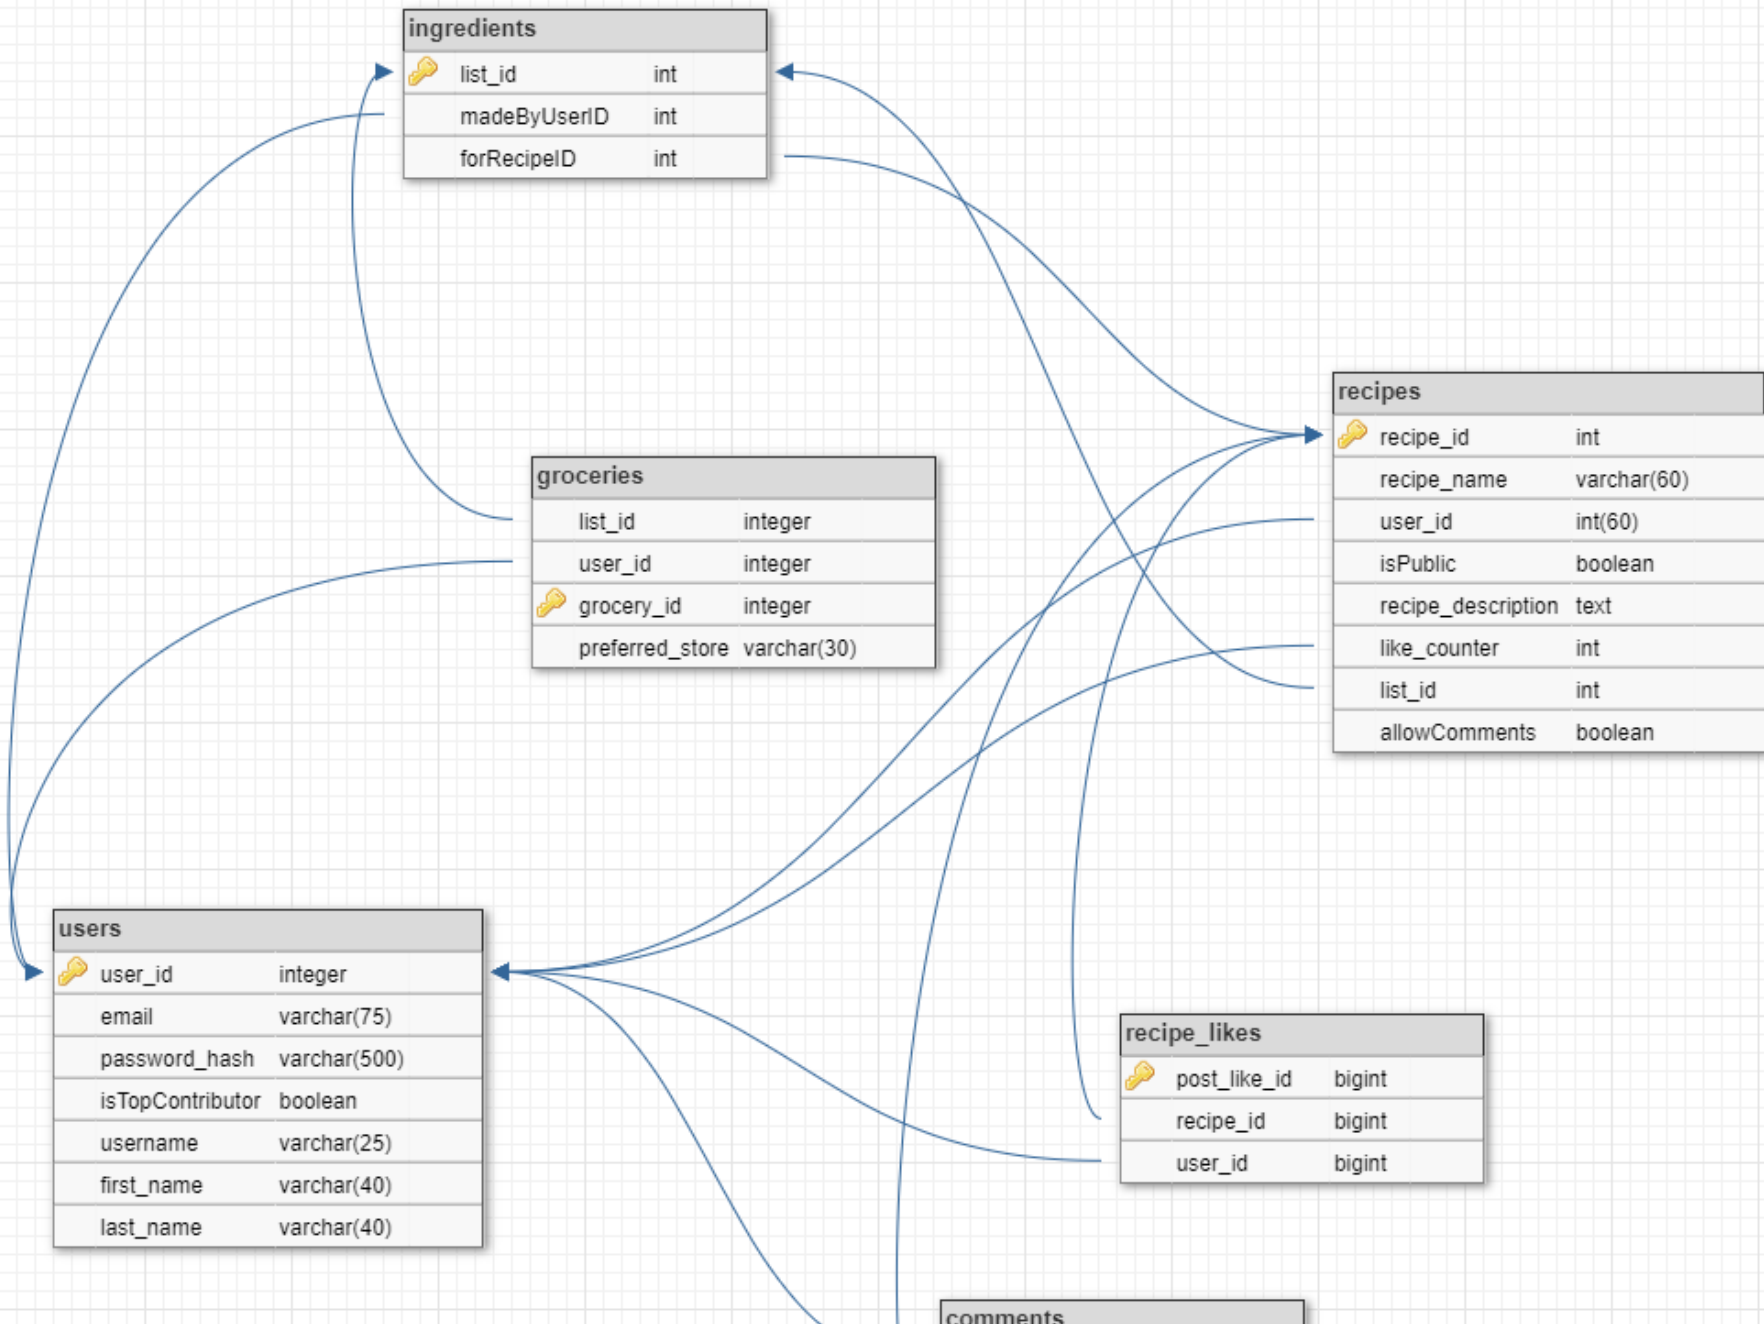 ingredients
list_id int
madeByUserID int
forRecipeID int
recipes
recipe_id int
recipe_name varchar(60)
user_id int(60)
isPublic boolean
recipe_description text
like_counter int
list_id int
allowComments boolean
groceries
list_id integer
user_id integer
grocery_id integer
preferred_store varchar(30)
users
user_id integer
email varchar(75)
password_hash varchar(500)
isTopContributor boolean
username varchar(25)
first_name varchar(40)
last_name varchar(40)
recipe_likes
post_like_id bigint
recipe_id bigint
user_id bigint
comments